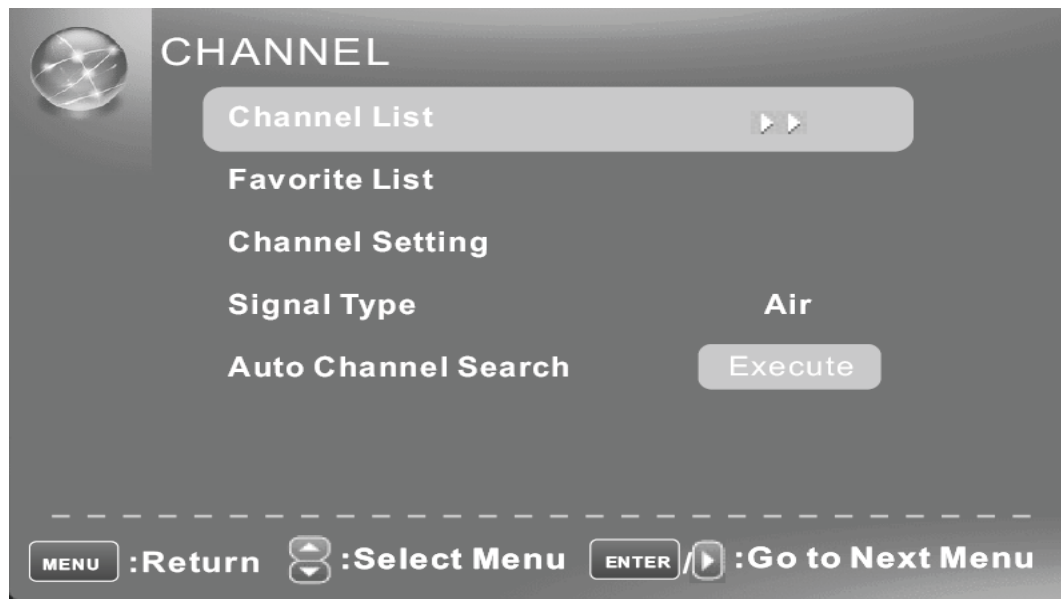 CHANNEL
Channel List
Favorite List
Channel Setting
Signal Type Air
Auto Channel Search Execute
MENU :Return :Select Menu ENTER / :Go to Next Menu